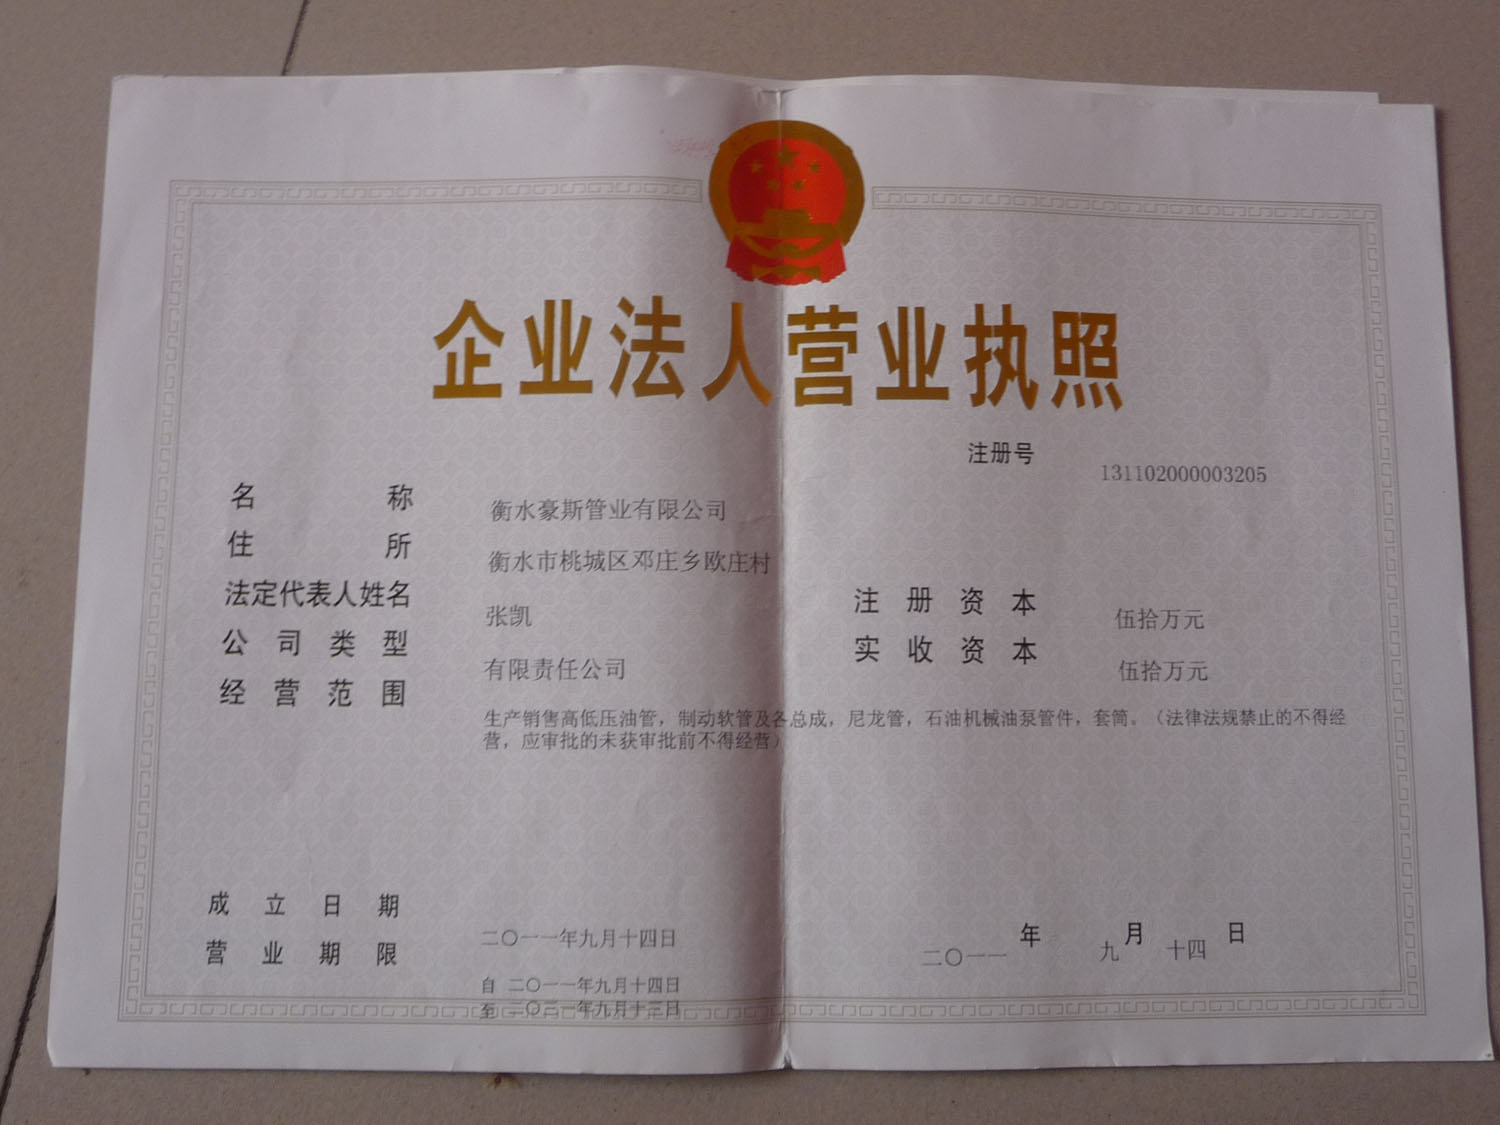 企业法人营业执照
注册号 131102000003205
名称 衡水豪斯管业有限公司
住所 衡水市桃城区邓庄乡欧庄村
法定代表人姓名 张凯
注册资本 伍拾万元
公司类型 有限责任公司
实收资本 伍拾万元
经营范围 生产销售高低压油管，制动软管及各总成，尼龙管，石油机械油泵管件，套筒。（法律法规禁止的不得经
营，应审批的未获审批前不得经营）
成立日期 二〇一一年九月十四日
营业期限 自 二〇一一年九月十四日
至 二〇三一年九月十三日
二〇一一 年 九 月 十四 日